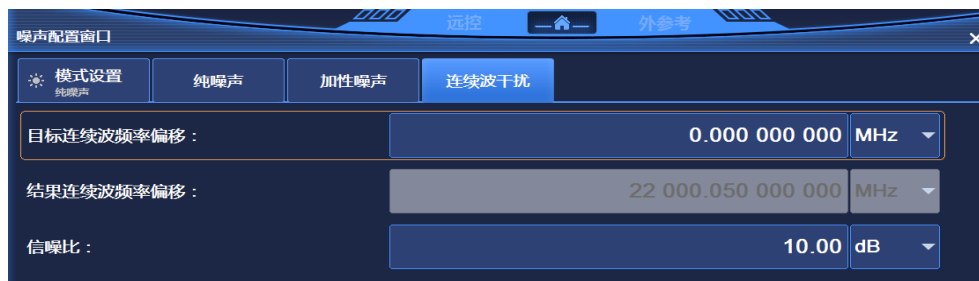 远控 外参考
噪声配置窗口
模式设置 纯噪声 加性噪声 连续波干扰
纯噪声
目标连续波频率偏移： 0.000 000 000 MHz
结果连续波频率偏移： 22 000.050 000 000 MHz
信噪比： 10.00 dB